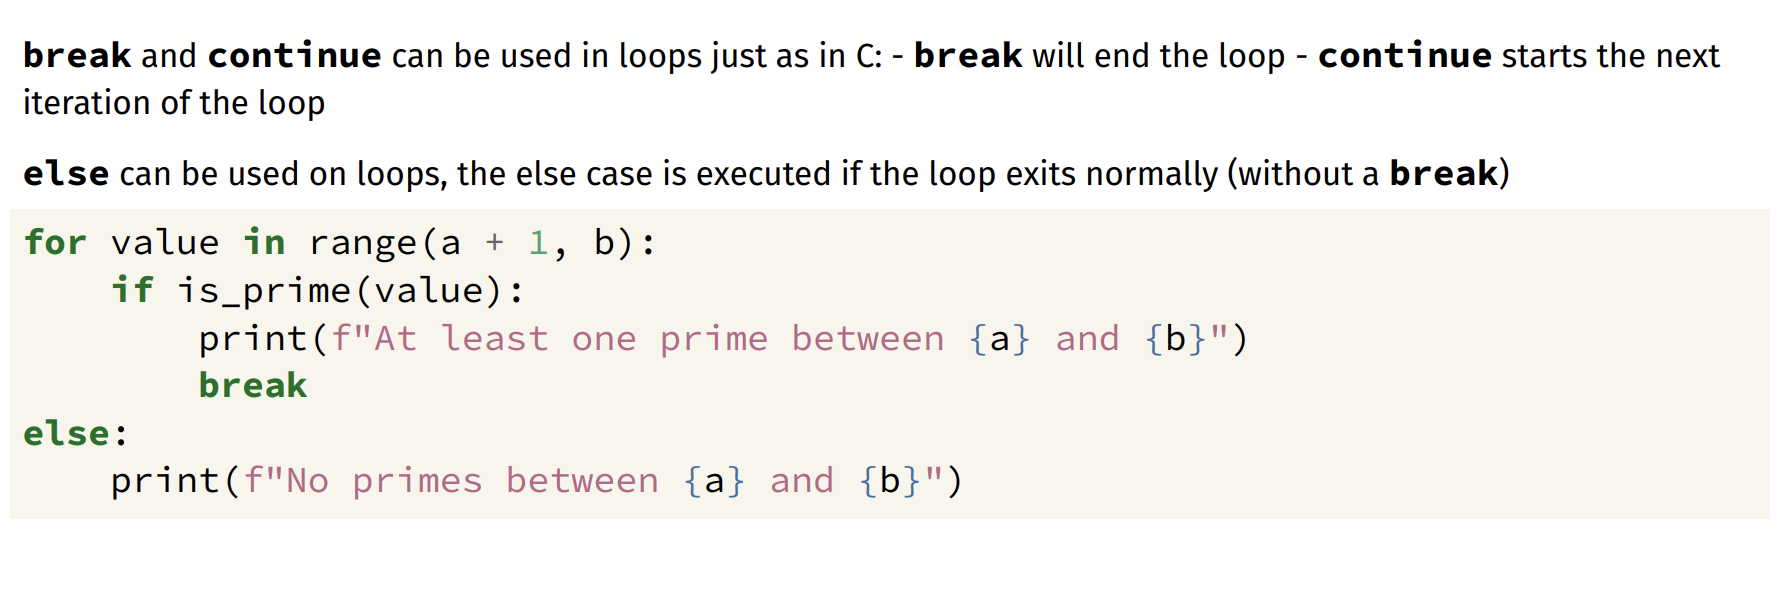 break and continue can be used in loops just as in C: - break will end the loop - continue starts the next
iteration of the loop
else can be used on loops, the else case is executed if the loop exits normally (without a break)
for value in range(a + 1, b):
    if is_prime(value):
        print(f"At least one prime between {a} and {b}")
        break
else:
    print(f"No primes between {a} and {b}")